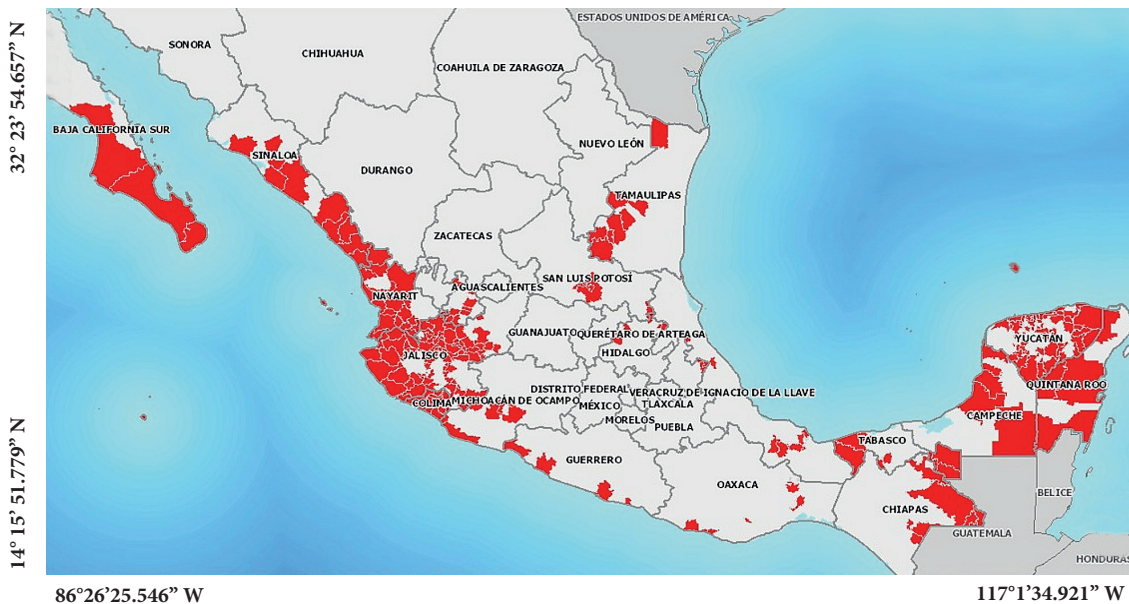 ESTADOS UNIDOS DE AMÉRICA
SONORA
CHIHUAHUA
COAHUILA DE ZARAGOZA
32° 23’ 54.657” N
BAJA CALIFORNIA SUR
NUEVO LEÓN
SINALOA
DURANGO
TAMAULIPAS
ZACATECAS
SAN LUIS POTOSÍ
AGUASCALIENTES
NAYARIT
GUANAJUATO
QUERÉTARO DE ARTEAGA
YUCATÁN
HIDALGO
JALISCO
QUINTANA ROO
DISTRITO FEDERAL
VERACRUZ DE IGNACIO DE LA LLAVE
COLIMA
MICHOACÁN DE OCAMPO
MÉXICO
TLAXCALA
CAMPECHE
MORELOS
PUEBLA
TABASCO
GUERRERO
14° 15’ 51.779” N
OAXACA
BELICE
CHIAPAS
GUATEMALA
HONDURAS
86°26’25.546” W
117°1’34.921” W